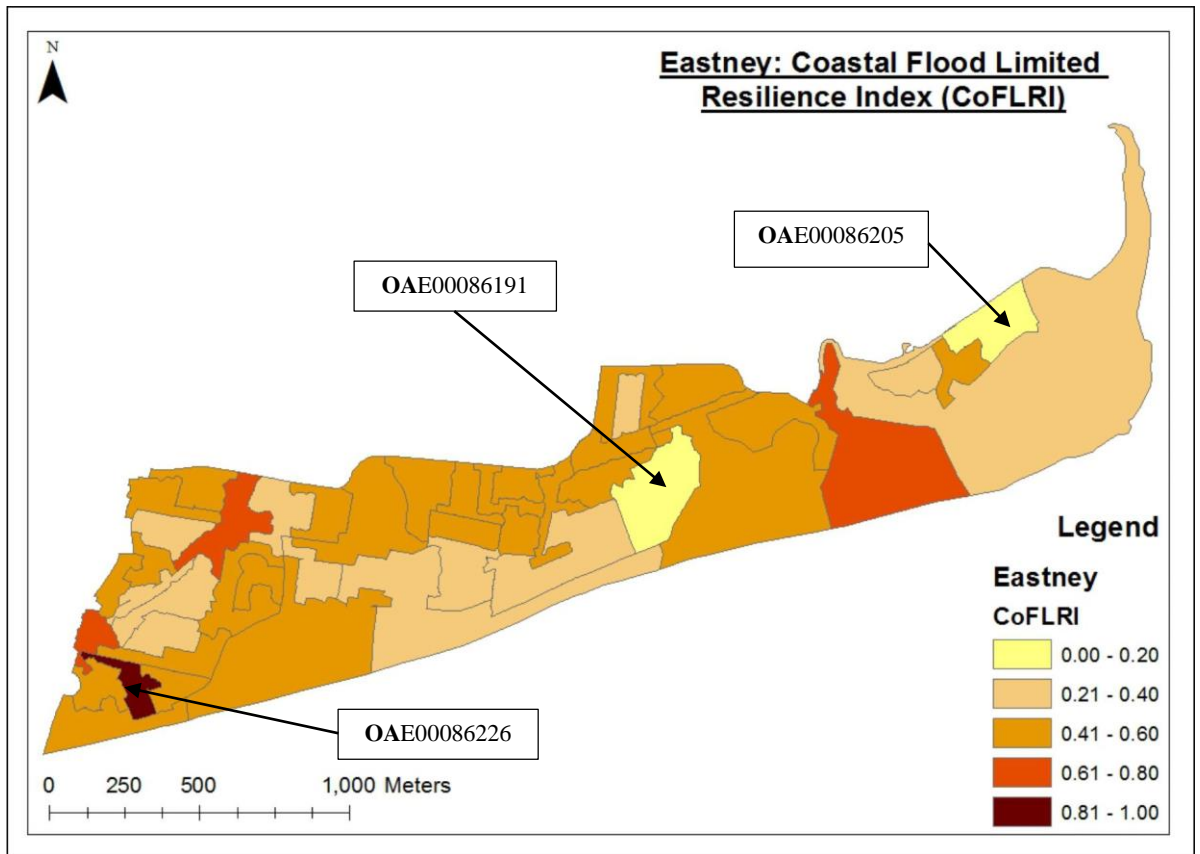 N
Eastney: Coastal Flood Limited
Resilience Index (CoFLRI)
OAE00086205
OAE00086191
OAE00086226
0 250 500 1,000 Meters
Legend
Eastney
CoFLRI
0.00 - 0.20
0.21 - 0.40
0.41 - 0.60
0.61 - 0.80
0.81 - 1.00